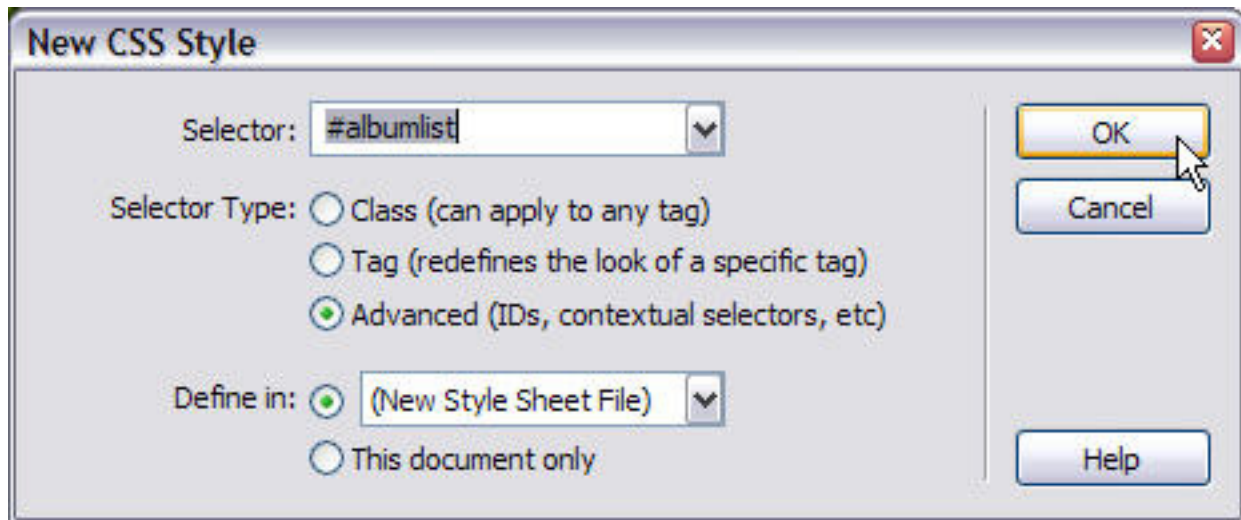 New CSS Style
Selector: #albumlist
OK
Selector Type: Class (can apply to any tag)
Cancel
Tag (redefines the look of a specific tag)
Advanced (IDs, contextual selectors, etc)
Define in: (New Style Sheet File)
This document only
Help